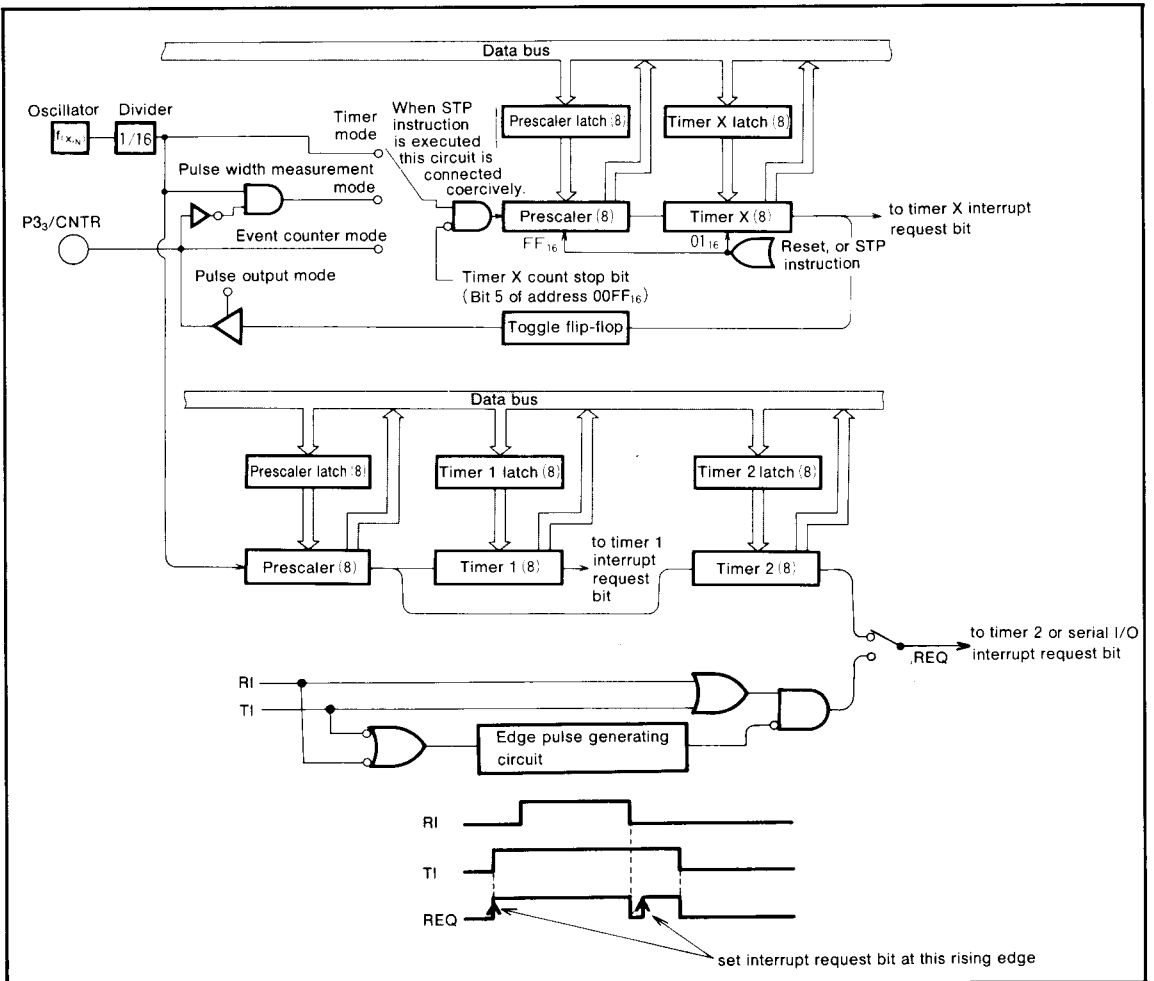 Data bus
Oscillator
Divider
f(XIN)
1/16
Timer
mode
When STP
instruction
is executed
this circuit is
connected
coercively.
Prescaler latch (8)
Timer X latch (8)
Pulse width measurement
mode
P3₃/CNTR
Event counter mode
Prescaler (8)
Timer X (8)
to timer X interrupt
request bit
FF₁₆
01₁₆
Reset, or STP
instruction
Pulse output mode
Timer X count stop bit
(Bit 5 of address 00FF₁₆)
Toggle flip-flop
Data bus
Prescaler latch (8)
Timer 1 latch (8)
Timer 2 latch (8)
Prescaler (8)
Timer 1 (8)
to timer 1
interrupt
request
bit
Timer 2 (8)
to timer 2 or serial I/O
interrupt request bit
REQ
RI
TI
Edge pulse generating
circuit
RI
TI
REQ
set interrupt request bit at this rising edge